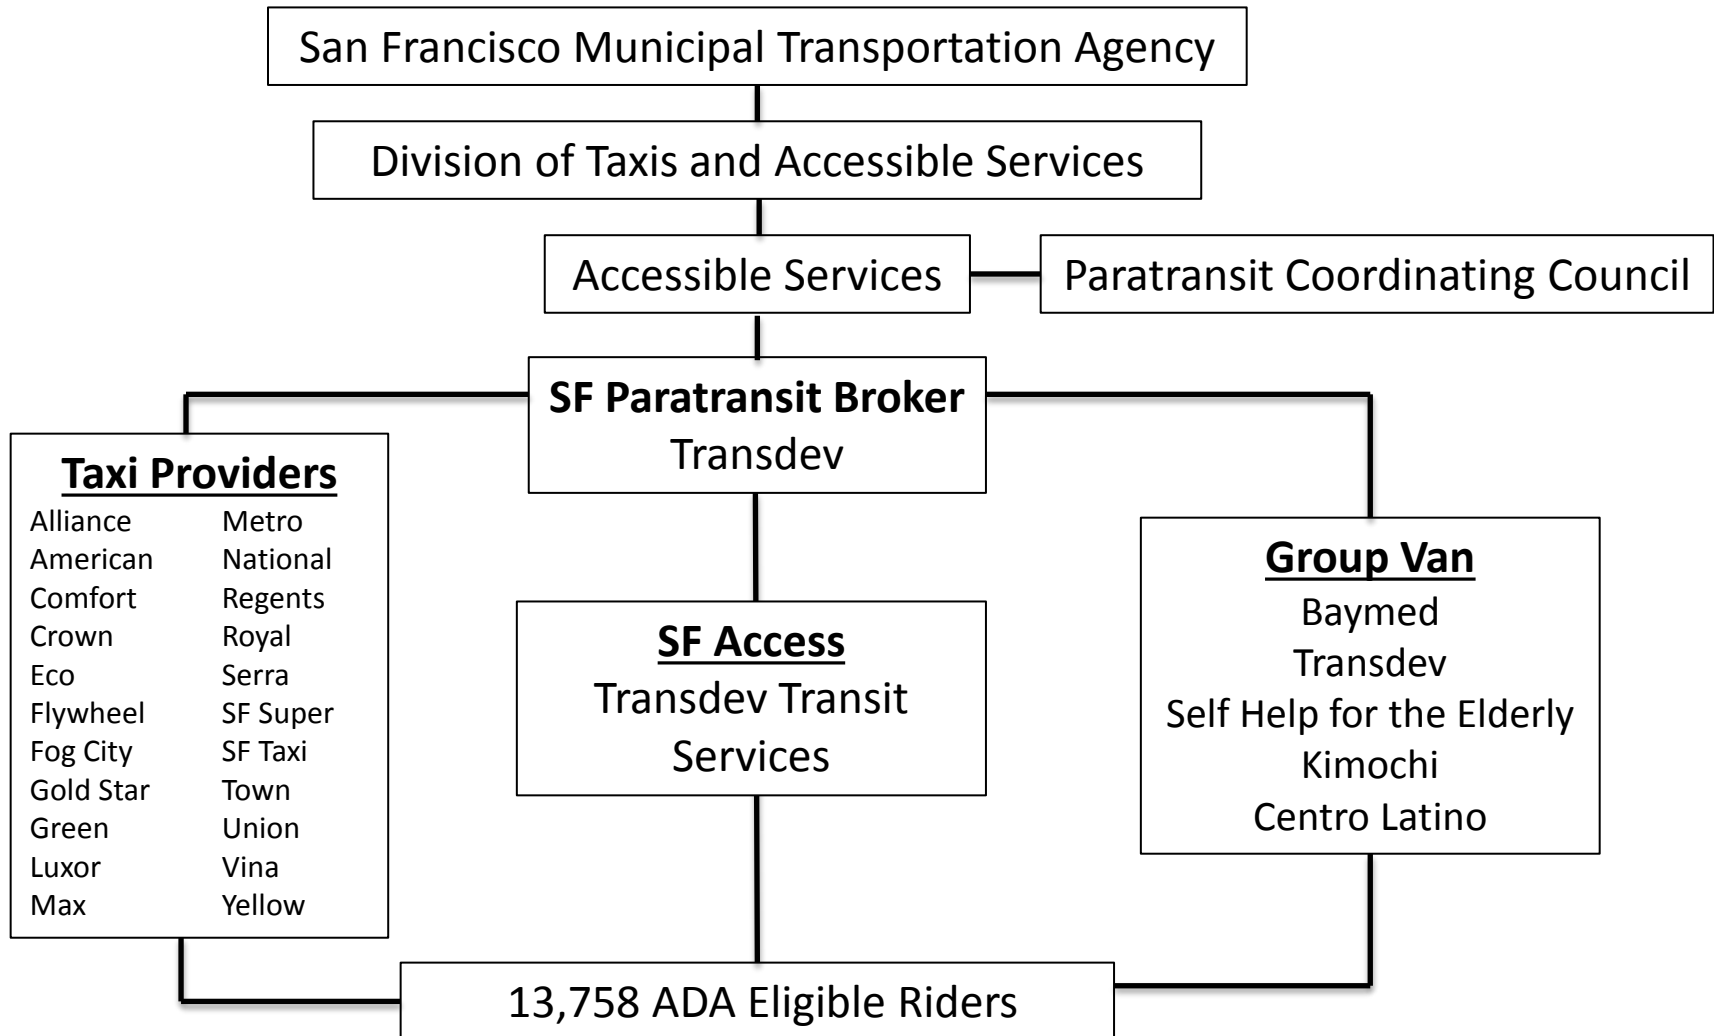 San Francisco Municipal Transportation Agency
Division of Taxis and Accessible Services
Accessible Services
Paratransit Coordinating Council
SF Paratransit Broker
Transdev
Taxi Providers
Alliance
American
Comfort
Crown
Eco
Flywheel
Fog City
Gold Star
Green
Luxor
Max
Metro
National
Regents
Royal
Serra
SF Super
SF Taxi
Town
Union
Vina
Yellow
SF Access
Transdev Transit
Services
Group Van
Baymed
Transdev
Self Help for the Elderly
Kimochi
Centro Latino
13,758 ADA Eligible Riders